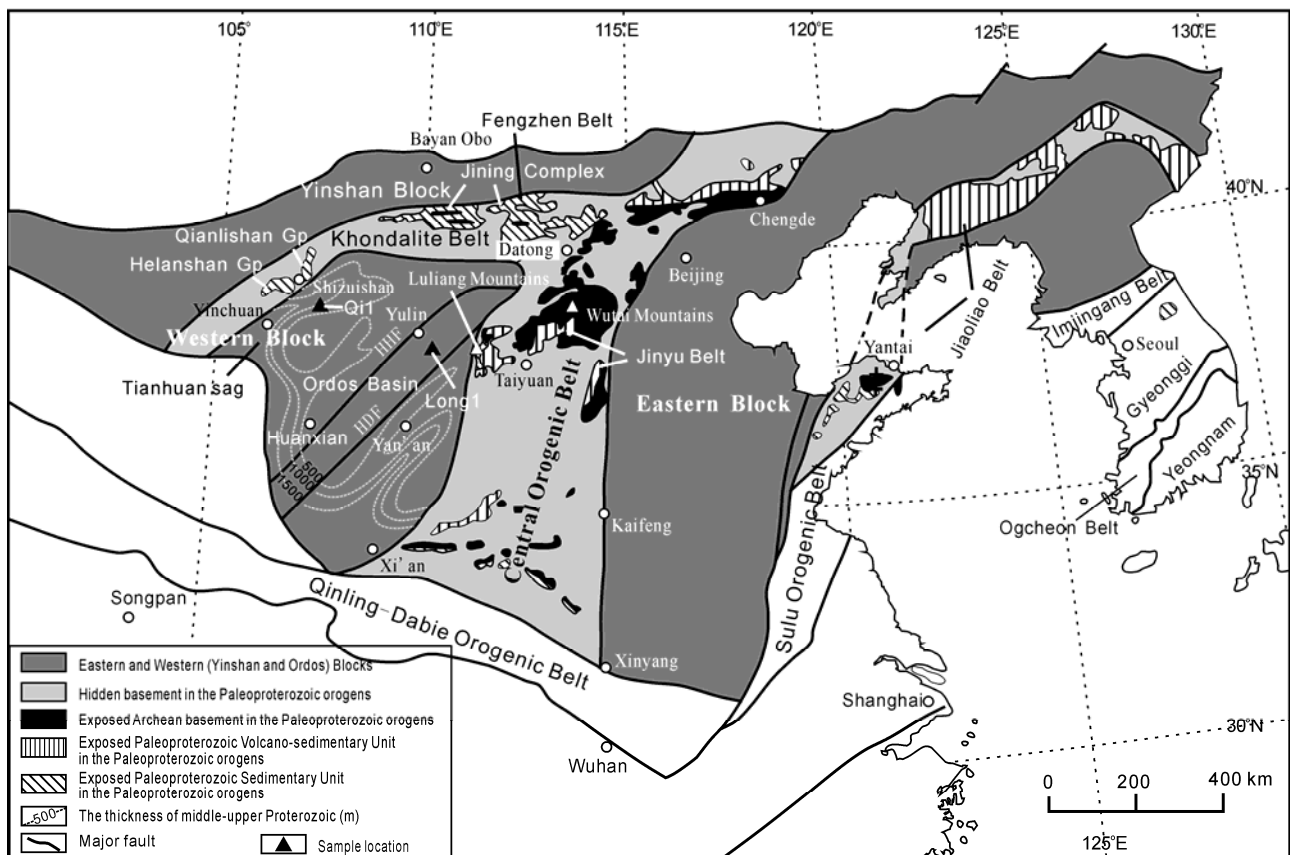 105°
110°E
115°E
120°E
125°E
130°E
Fengzhen Belt
Bayan Obo
Jining Complex
Yinshan Block
40°N
Chengde
Qianlishan Gp
Khondalite Belt
Datong
Helanshan Gp
Beijing
Luliang Mountains
Shizuishan
Jiaoliao Belt
Imjingang Belt
Yinchuan
Qi1
Yulin
Wutai Mountains
Western Block
HHF
Seoul
Jinyu Belt
Yantai
Tianhuan sag
Ordos Basin
Taiyuan
Gyeonggi
Long1
Eastern Block
HDF
Huanxian
Yan' an
Yeongnam
35°N
500
1000
1500
Central Orogenic Belt
Kaifeng
Ogcheon Belt
Xi' an
Sulu Orogenic Belt
Songpan
Qinling-Dabie Orogenic Belt
Xinyang
Shanghai
30°N
Wuhan
0 200 400 km
125°E
Eastern and Western (Yinshan and Ordos) Blocks
Hidden basement in the Paleoproterozoic orogens
Exposed Archean basement in the Paleoproterozoic orogens
Exposed Paleoproterozoic Volcano-sedimentary Unit
in the Paleoproterozoic orogens
Exposed Paleoproterozoic Sedimentary Unit
in the Paleoproterozoic orogens
-500- The thickness of middle-upper Proterozoic (m)
Major fault
Sample location